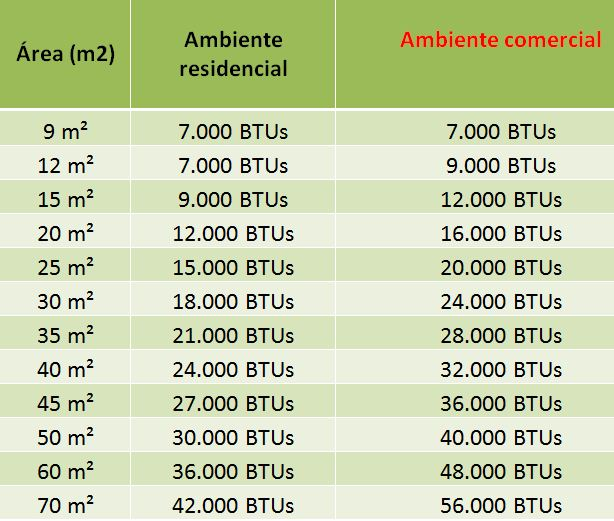 Área (m2) Ambiente residencial Ambiente comercial
9 m² 7.000 BTUs 7.000 BTUs
12 m² 7.000 BTUs 9.000 BTUs
15 m² 9.000 BTUs 12.000 BTUs
20 m² 12.000 BTUs 16.000 BTUs
25 m² 15.000 BTUs 20.000 BTUs
30 m² 18.000 BTUs 24.000 BTUs
35 m² 21.000 BTUs 28.000 BTUs
40 m² 24.000 BTUs 32.000 BTUs
45 m² 27.000 BTUs 36.000 BTUs
50 m² 30.000 BTUs 40.000 BTUs
60 m² 36.000 BTUs 48.000 BTUs
70 m² 42.000 BTUs 56.000 BTUs